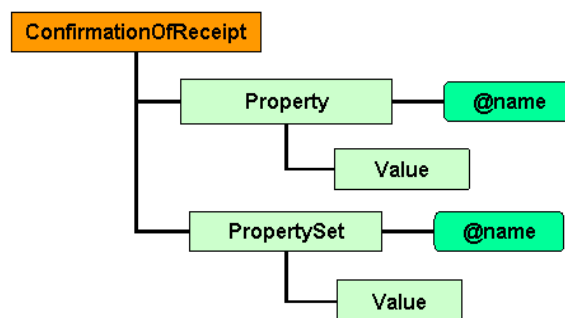 ConfirmationOfReceipt
Property
@name
Value
PropertySet
@name
Value